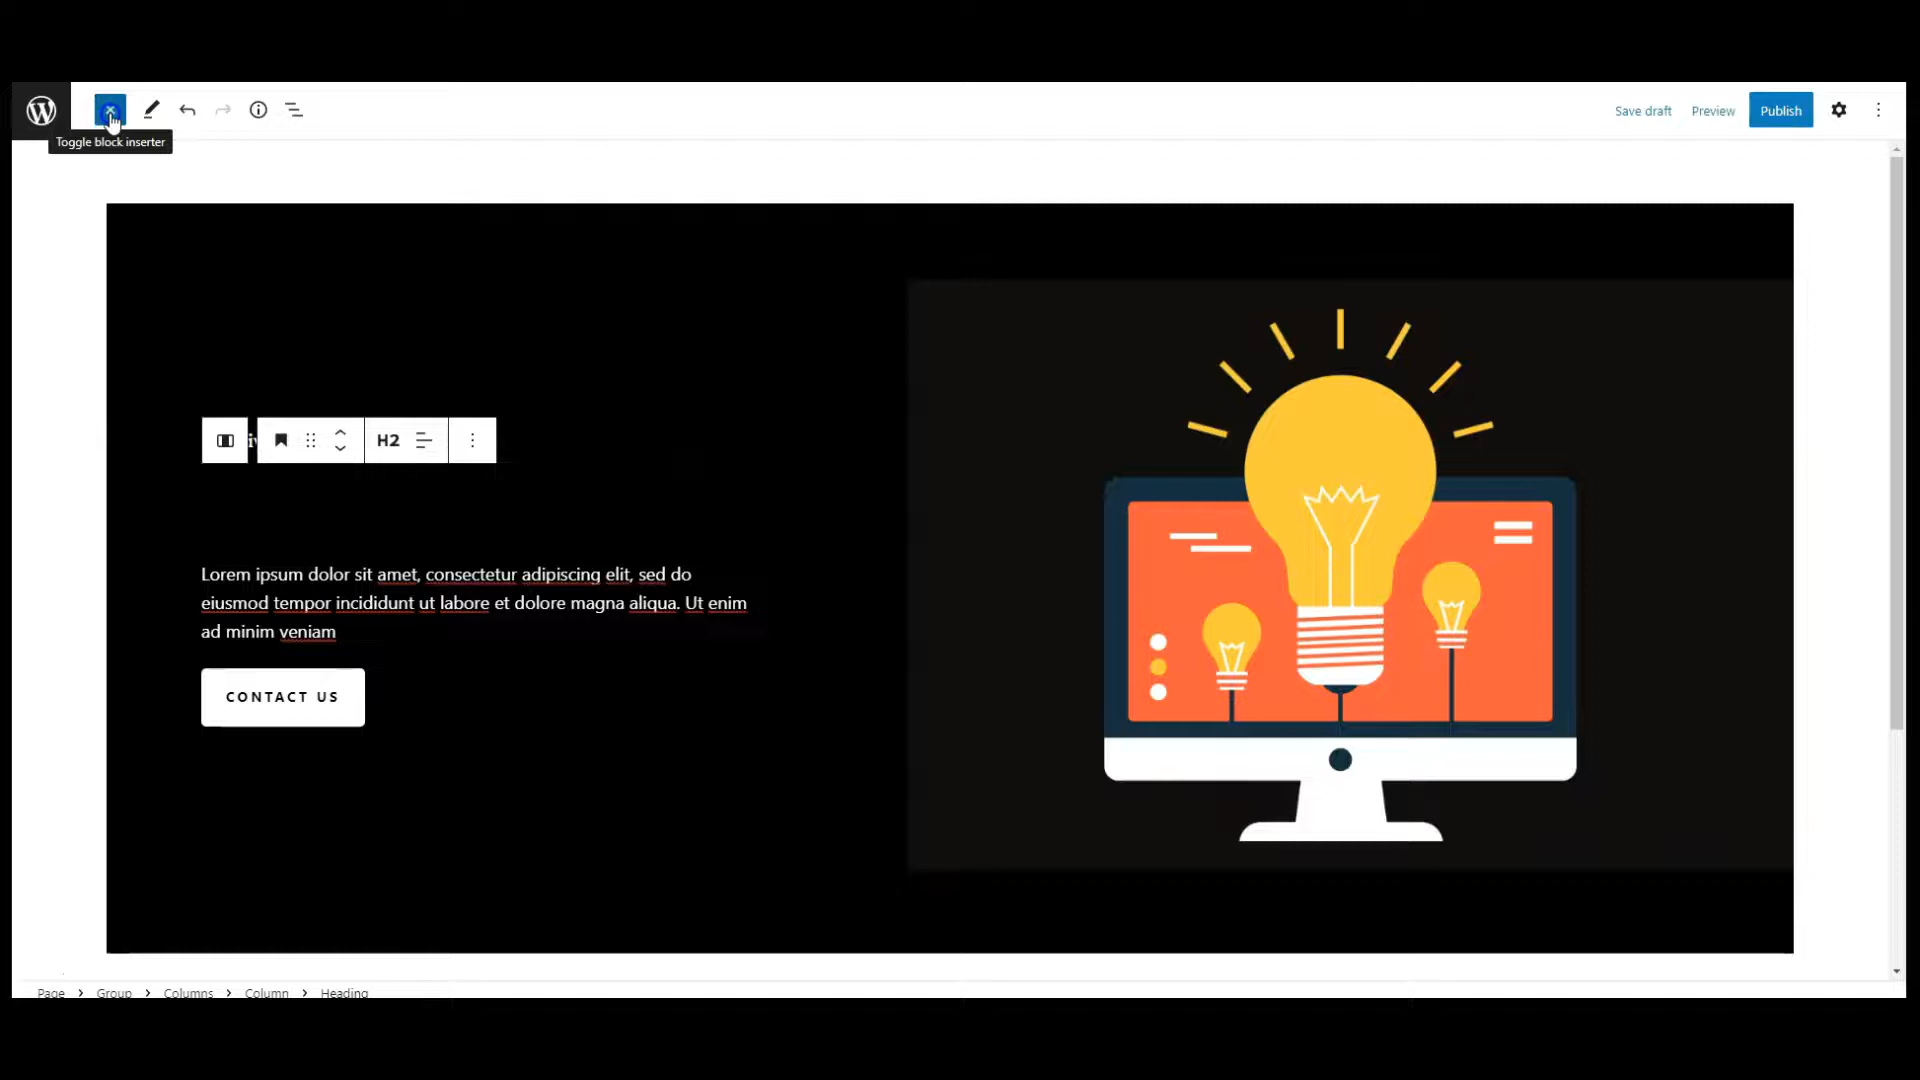 Save draft
Preview
Publish
Toggle block inserter
H2
Lorem ipsum dolor sit amet, consectetur adipiscing elit, sed do
eiusmod tempor incididunt ut labore et dolore magna aliqua. Ut enim
ad minim veniam
CONTACT US
Page > Group > Columns > Column > Heading